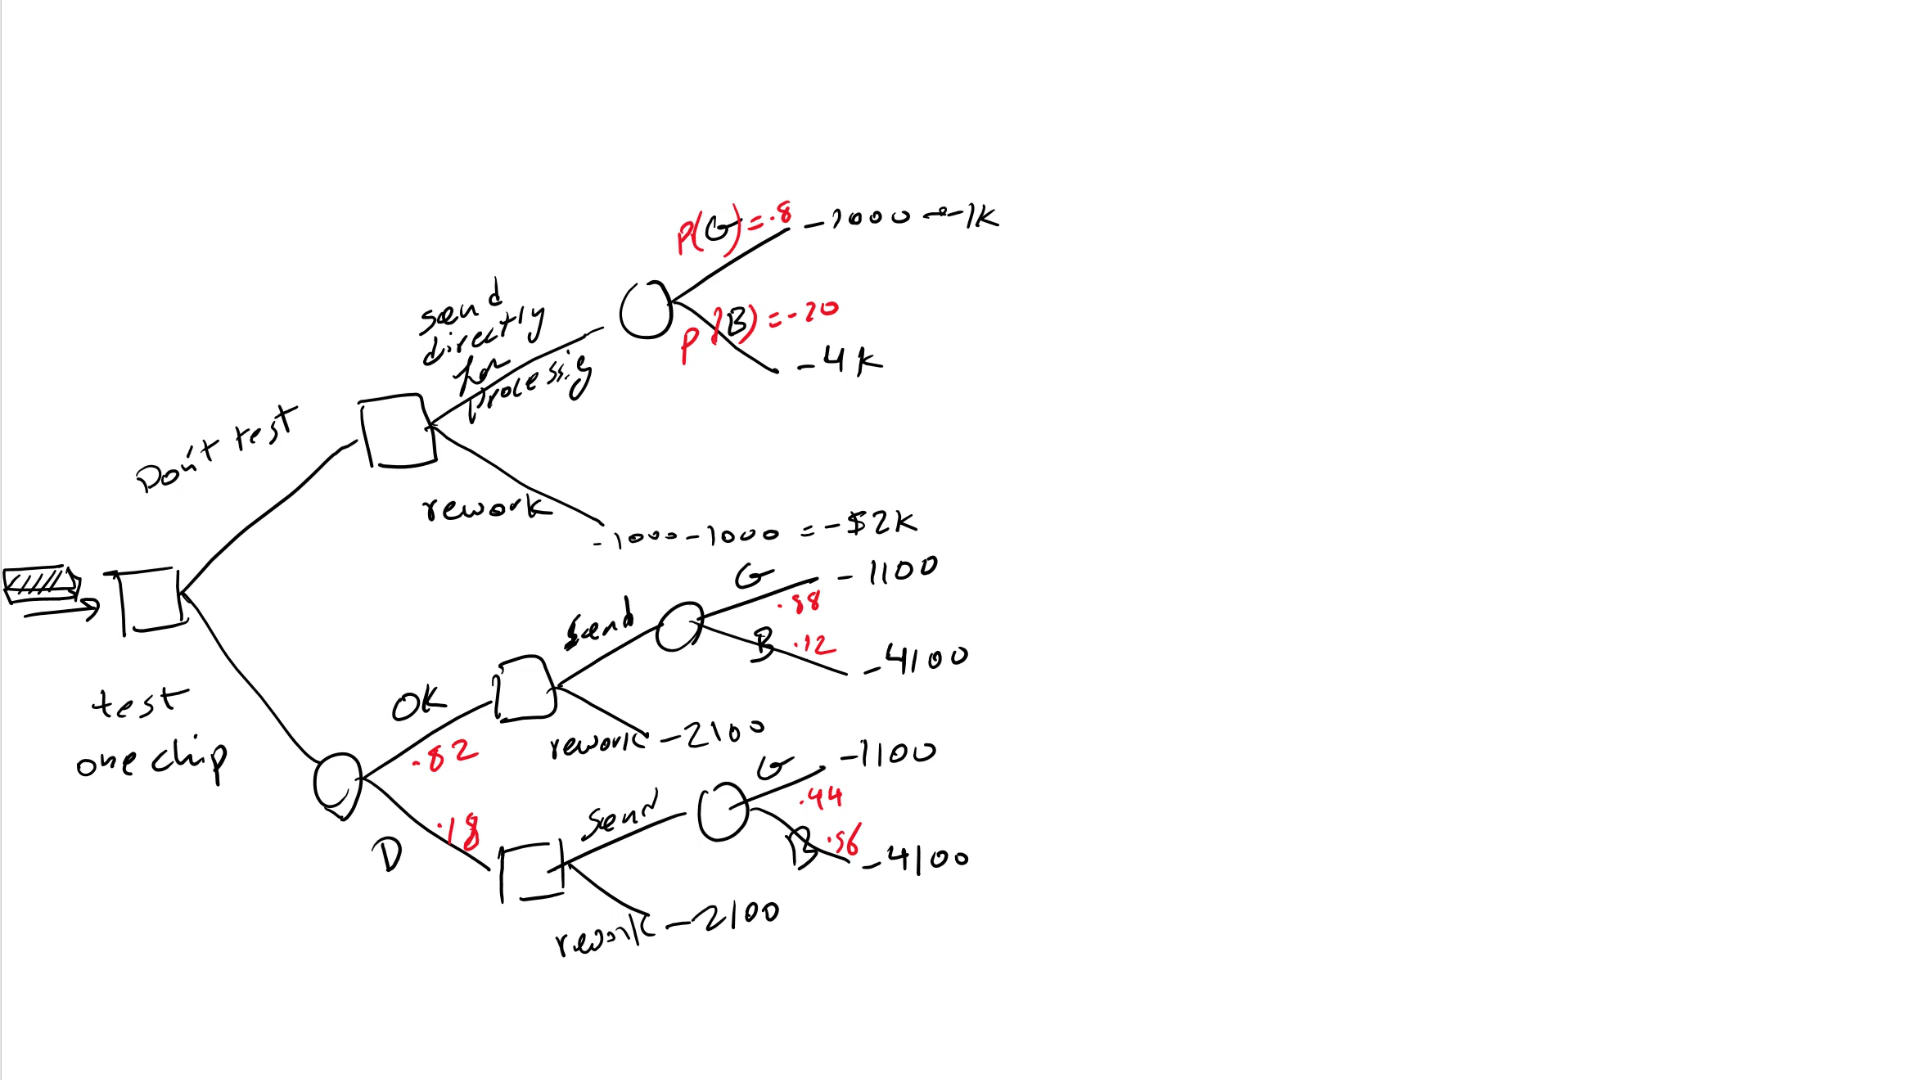 P(G) = .8 -1000 = -1K
send
directly
for
processig
P(B) = .20
-4K
Don't test
rework
-1000-1000 = -$2K
G -1100
.88
send
B .12 -4100
OK
.82
rework -2100
test
one chip
G -1100
.44
send
B .56 -4100
D .18
rework -2100